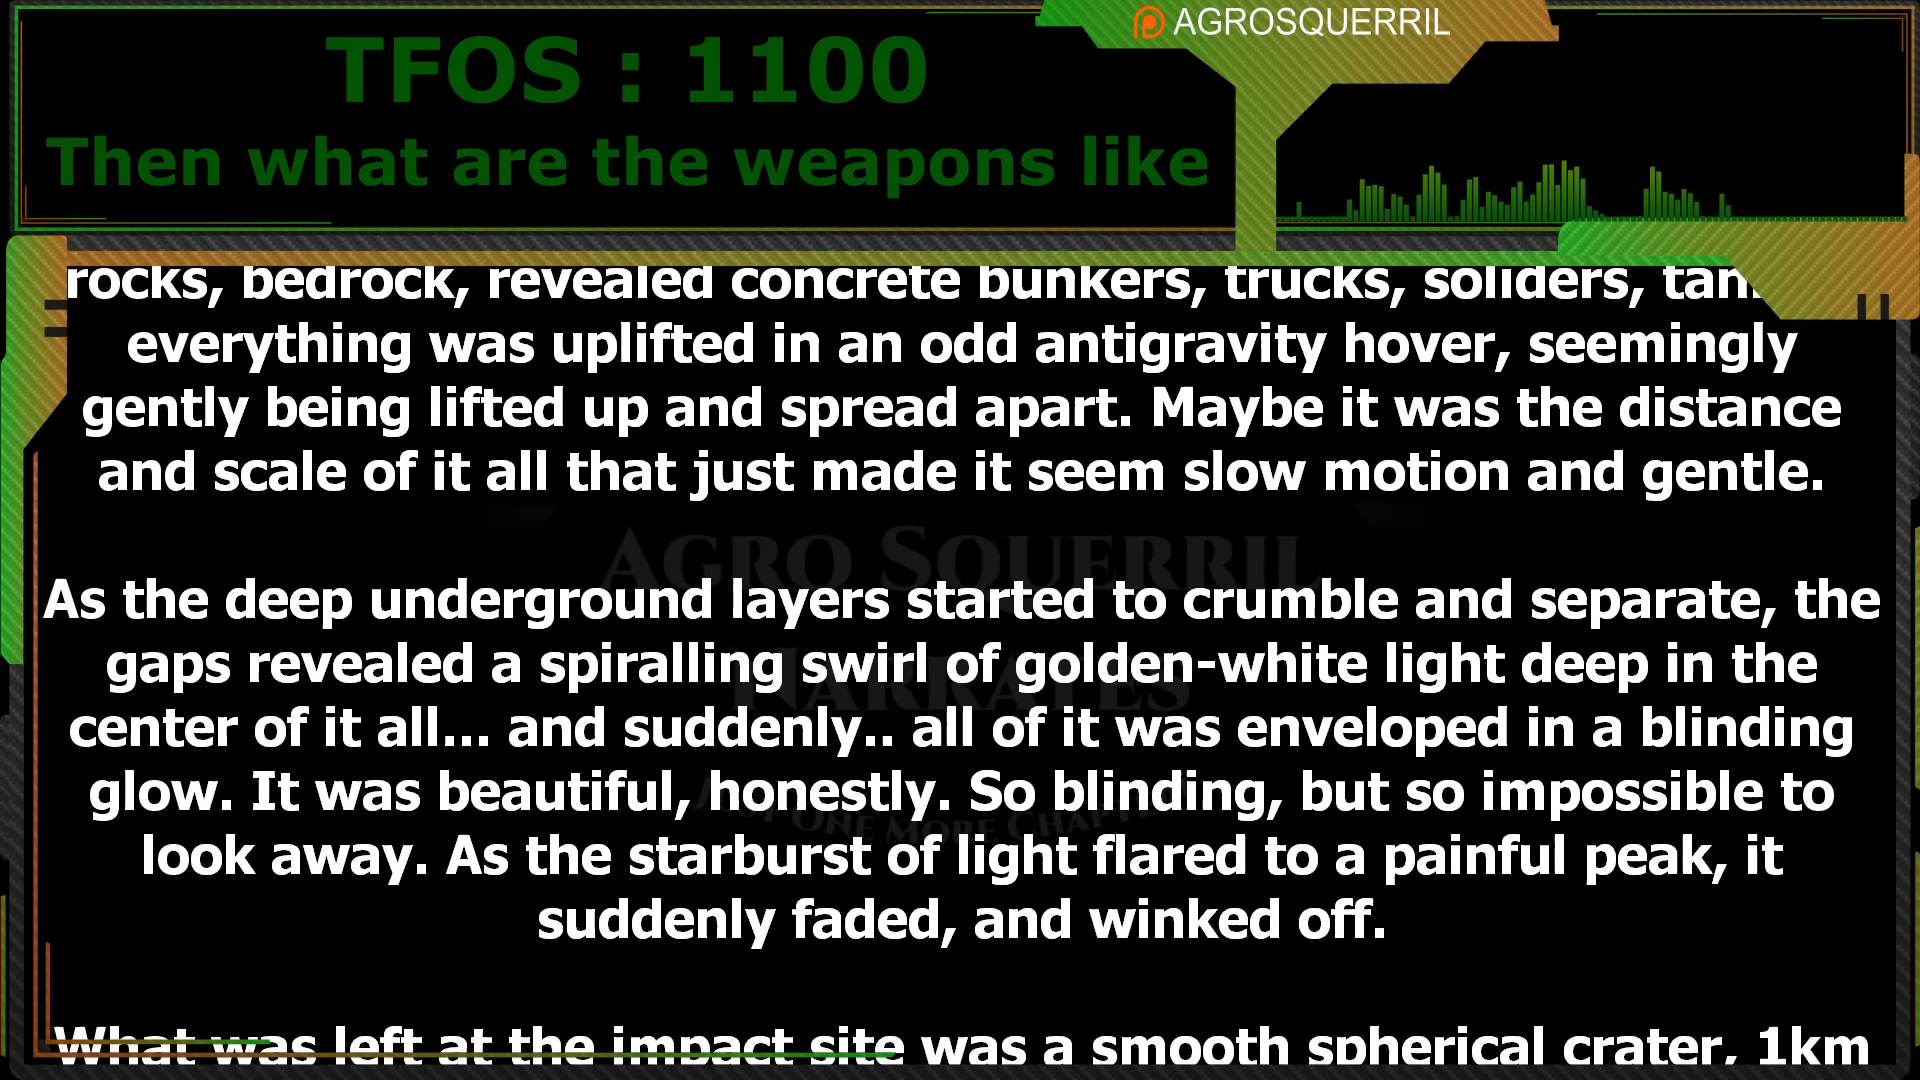 AGROSQUERRIL
TFOS : 1100
Then what are the weapons like
rocks, bedrock, revealed concrete bunkers, trucks, soliders,
everything was uplifted in an odd antigravity hover, seemingly
gently being lifted up and spread apart. Maybe it was the distance
and scale of it all that just made it seem slow motion and gentle.
AGRO SQUERRIL
As the deep underground layers started to crumble and separate, the
gaps revealed a spiralling swirl of golden-white light deep in the
NARRATES
center of it all... and suddenly.. all of it was enveloped in a blinding
glow. It was beautiful, honestly. So blinding, but so impossible to
ONE MORE
look away. As the starburst of light flared to a painful peak, it
suddenly faded, and winked off.
What was left at the impact site was a smooth spherical crater, 1km